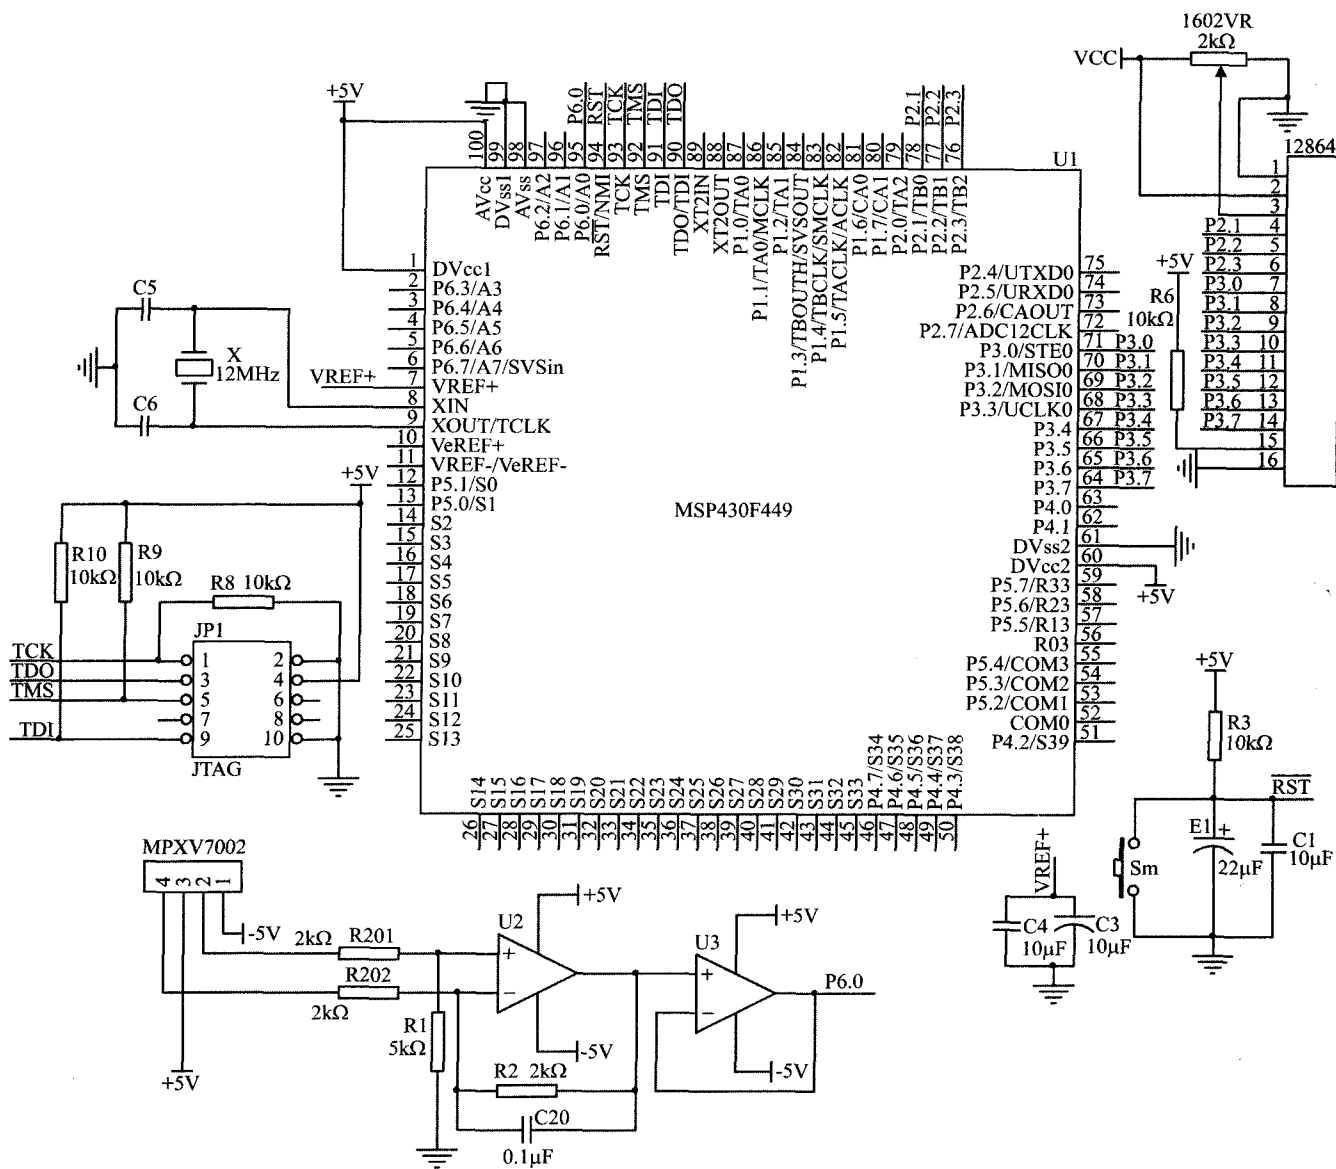 1602VR
2kΩ
VCC
+5V
P6.0
RST
TCK
TMS
TDI
TDO
P2.1
P2.2
P2.3
100
99
98
97
96
95
94
93
92
91
90
89
88
87
86
85
84
83
82
81
80
79
78
77
76
U1
AVcc
DVss1
AVss
P6.2/A2
P6.1/A1
P6.0/A0
RST/NMI
TCK
TMS
TDI
TDO/TDI
XT2IN
XT2OUT
P1.0/TA0
P1.1/TA0/MCLK
P1.2/TA1
P1.3/TBOUTH/SVSOUT
P1.4/TBCLK/SMCLK
P1.5/TACLK/ACLK
P1.6/CA0
P1.7/CA1
P2.0/TA2
P2.1/TB0
P2.2/TB1
P2.3/TB2
1 DVcc1
2 P6.3/A3
3 P6.4/A4
4 P6.5/A5
5 P6.6/A6
6 P6.7/A7/SVSin
VREF+ 7 VREF+
8 XIN
9 XOUT/TCLK
10 VeREF+
11 VREF-/VeREF-
12 P5.1/S0
13 P5.0/S1
14 S2
15 S3
16 S4
17 S5
18 S6
19 S7
20 S8
21 S9
22 S10
23 S11
24 S12
25 S13
MSP430F449
P2.4/UTXD0 75
P2.5/URXD0 74
P2.6/CAOUT 73
P2.7/ADC12CLK 72
P3.0/STE0 71 P3.0
P3.1/MISO0 70 P3.1
P3.2/MOSI0 69 P3.2
P3.3/UCLK0 68 P3.3
P3.4 67 P3.4
P3.5 66 P3.5
P3.6 65 P3.6
P3.7 64 P3.7
P4.0 63
P4.1 62
DVss2 61
DVcc2 60
+5V
P5.7/R33 59
P5.6/R23 58
P5.5/R13 57
R03 56
P5.4/COM3 55
P5.3/COM2 54
P5.2/COM1 53
COM0 52
P4.2/S39 51
S14
S15
S16
S17
S18
S19
S20
S21
S22
S23
S24
S25
S26
S27
S28
S29
S30
S31
S32
S33
P4.7/S34
P4.6/S35
P4.5/S36
P4.4/S37
P4.3/S38
26
27
28
29
30
31
32
33
34
35
36
37
38
39
40
41
42
43
44
45
46
47
48
49
50
12864
1
2
3
P2.1 4
P2.2 5
P2.3 6
P3.0 7
P3.1 8
P3.2 9
P3.3 10
P3.4 11
P3.5 12
P3.6 13
P3.7 14
15
16
+5V
R6
10kΩ
C5
X
12MHz
C6
+5V
R10
10kΩ
R9
10kΩ
R8 10kΩ
JP1
TCK 1 2
TDO 3 4
TMS 5 6
7 8
TDI 9 10
JTAG
+5V
R3
10kΩ
RST
E1
+
22μF
C1
10μF
Sm
VREF+
C4
10μF
C3
10μF
MPXV7002
4 3 2 1
-5V
2kΩ R201
R202
2kΩ
+5V
R1
5kΩ
U2
+
−
+5V
-5V
R2 2kΩ
C20
0.1μF
U3
+
−
+5V
-5V
P6.0